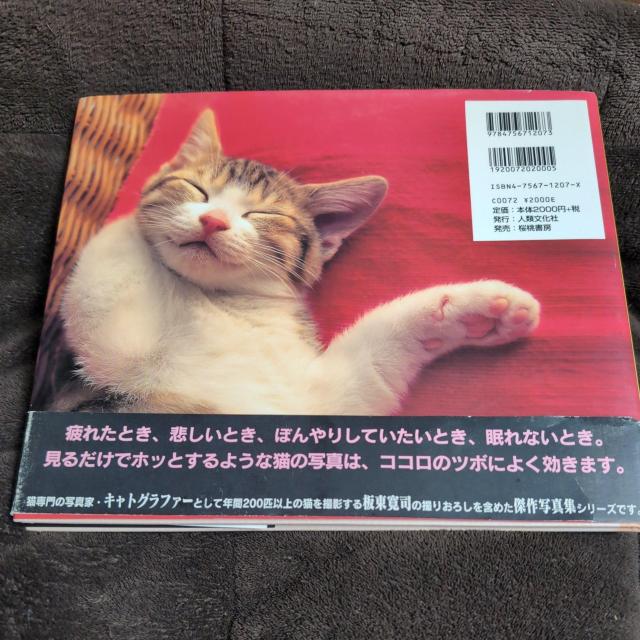 9784756712073
1920072020005
ISBN4-7567-1207-X
C0072 ¥2000E
定価：本体2000円+税
発行：人類文化社
発売：桜桃書房
疲れたとき、悲しいとき、ぼんやりしていたいとき、眠れないとき。
見るだけでホッとするような猫の写真は、ココロのツボによく効きます。
猫専門の写真家・キャトグラファーとして年間200匹以上の猫を撮影する板東寛司の撮りおろしを含めた傑作写真集シリーズです。